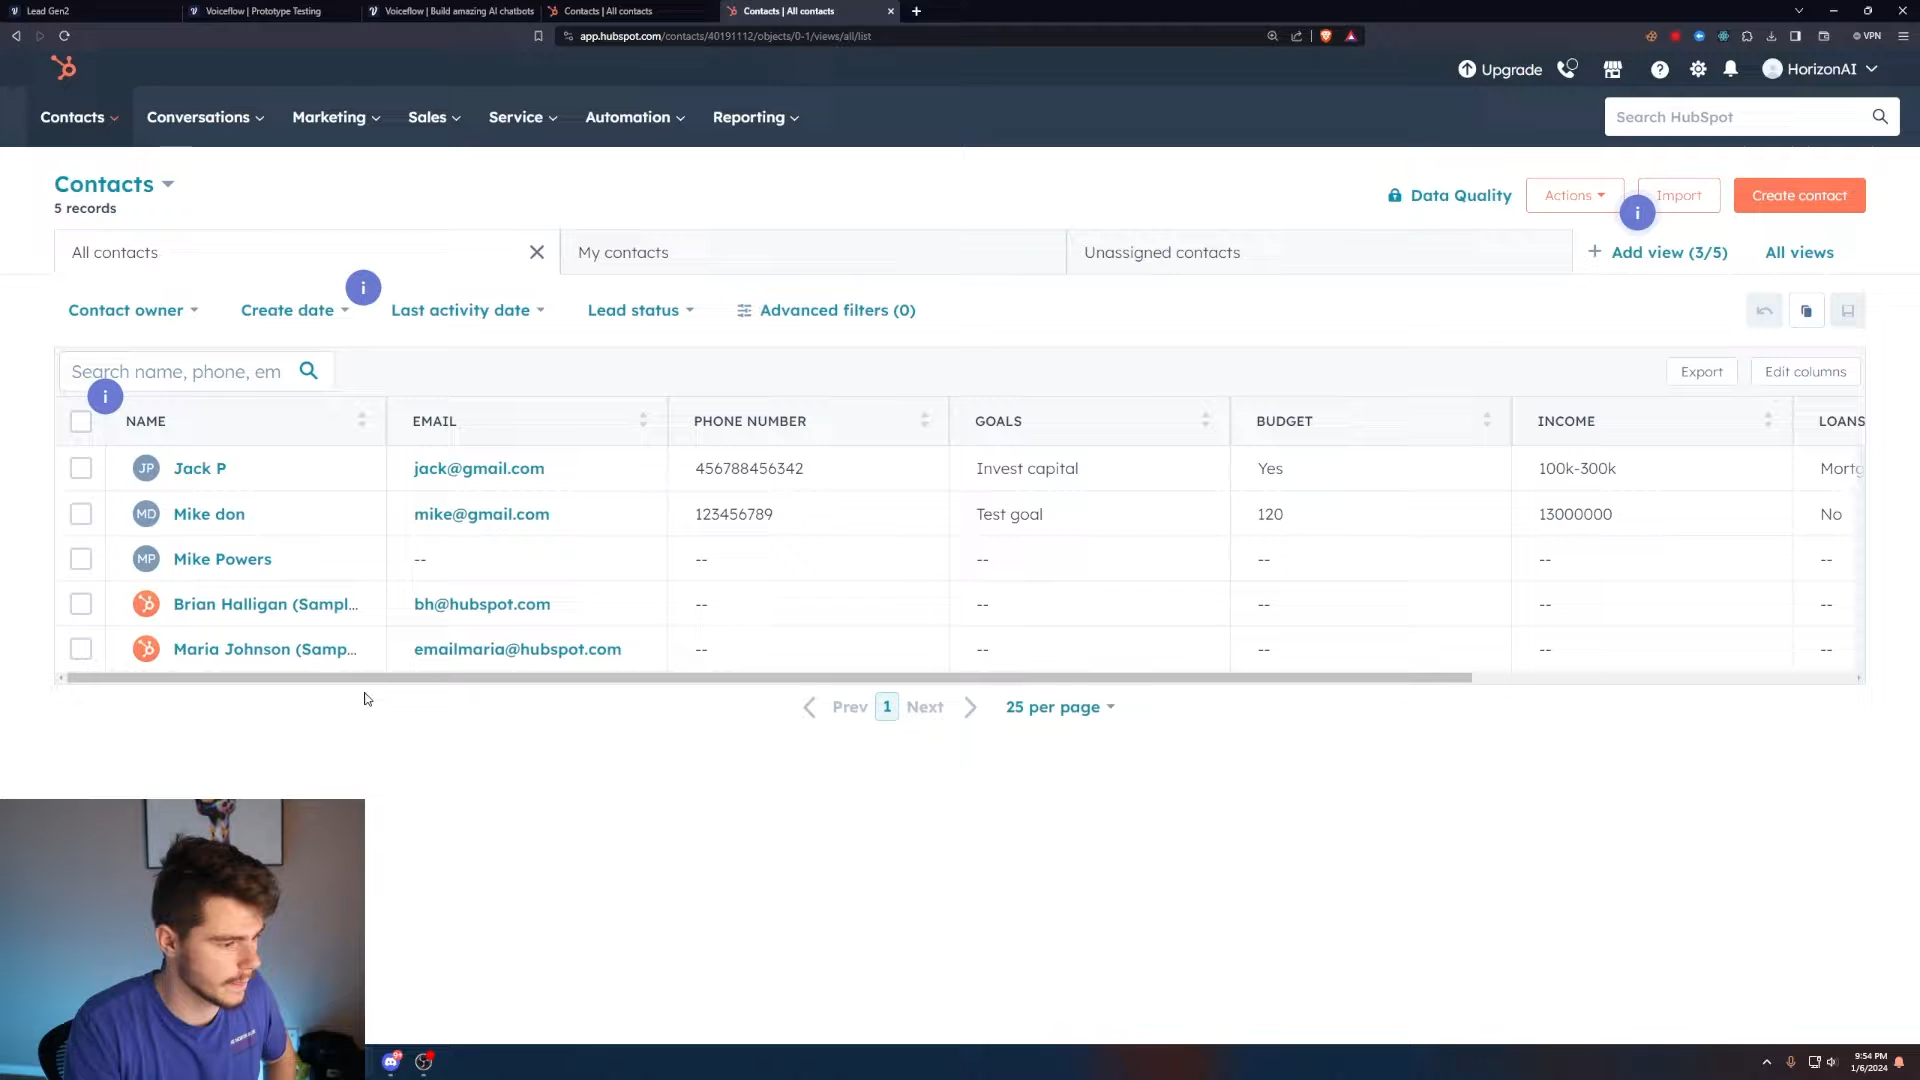 Lead Gen2
Voiceflow | Prototype Testing
Voiceflow | Build amazing AI chatbots
Contacts | All contacts
Contacts | All contacts
app.hubspot.com/contacts/40191112/objects/0-1/views/all/list
VPN
Upgrade
HorizonAI
Contacts
Conversations
Marketing
Sales
Service
Automation
Reporting
Search HubSpot
Contacts
5 records
Data Quality
Actions
Import
Create contact
i
All contacts
My contacts
Unassigned contacts
+ Add view (3/5)
All views
i
Contact owner
Create date
Last activity date
Lead status
Advanced filters (0)
Search name, phone, em
Export
Edit columns
i
NAME EMAIL PHONE NUMBER GOALS BUDGET INCOME LOANS
JP Jack P jack@gmail.com 456788456342 Invest capital Yes 100k-300k Mortg
MD Mike don mike@gmail.com 123456789 Test goal 120 13000000 No
MP Mike Powers -- -- -- -- -- --
Brian Halligan (Sampl... bh@hubspot.com -- -- -- -- --
Maria Johnson (Samp... emailmaria@hubspot.com -- -- -- -- --
Prev 1 Next 25 per page
9:54 PM
1/6/2024